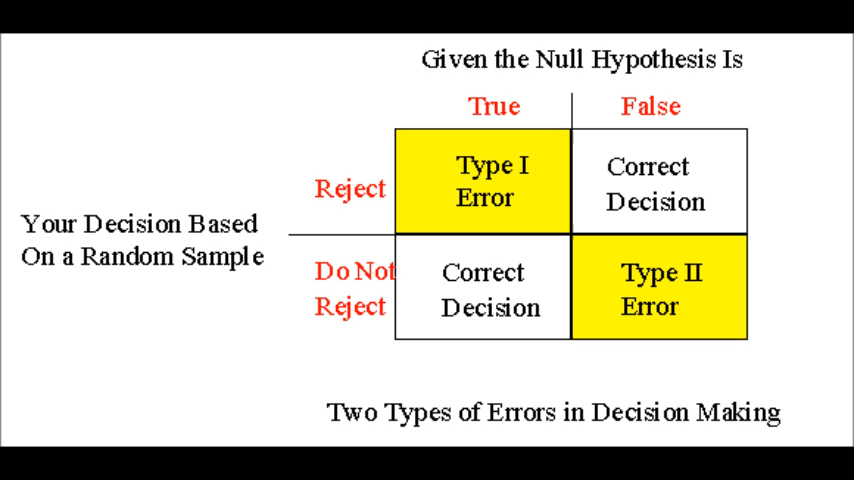 Given the Null Hypothesis Is
True
False
Reject
Type I
Error
Correct
Decision
Your Decision Based
On a Random Sample
Do Not
Reject
Correct
Decision
Type II
Error
Two Types of Errors in Decision Making